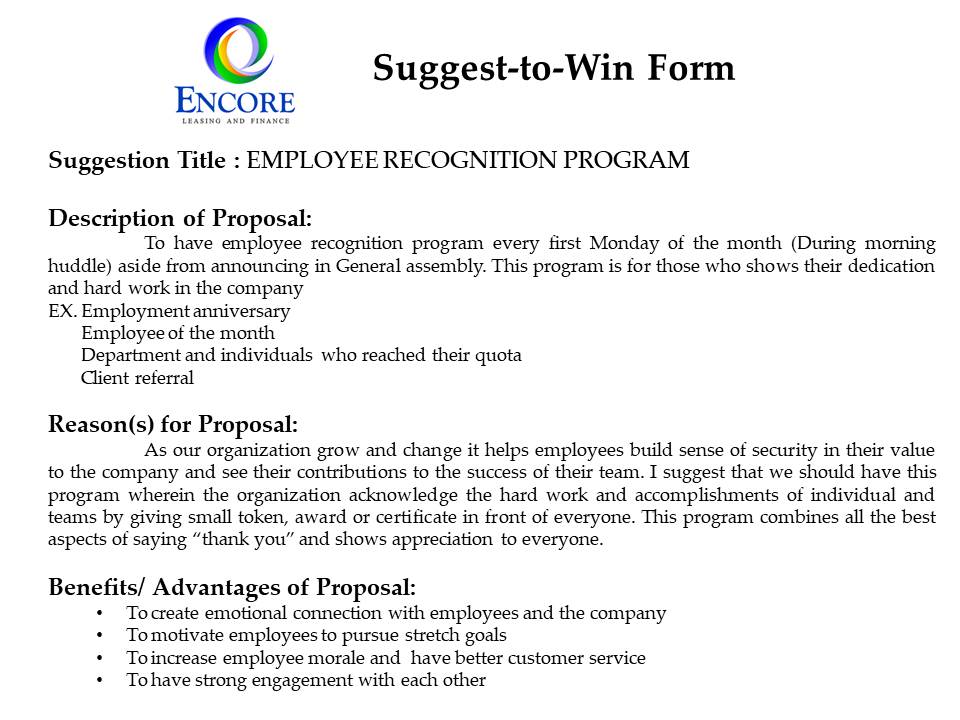 Suggest-to-Win Form
ENCORE
LEASING AND FINANCE
Suggestion Title : EMPLOYEE RECOGNITION PROGRAM
Description of Proposal:
To have employee recognition program every first Monday of the month (During morning
huddle) aside from announcing in General assembly. This program is for those who shows their dedication
and hard work in the company
EX. Employment anniversary
Employee of the month
Department and individuals who reached their quota
Client referral
Reason(s) for Proposal:
As our organization grow and change it helps employees build sense of security in their value
to the company and see their contributions to the success of their team. I suggest that we should have this
program wherein the organization acknowledge the hard work and accomplishments of individual and
teams by giving small token, award or certificate in front of everyone. This program combines all the best
aspects of saying “thank you” and shows appreciation to everyone.
Benefits/ Advantages of Proposal:
• To create emotional connection with employees and the company
• To motivate employees to pursue stretch goals
• To increase employee morale and have better customer service
• To have strong engagement with each other